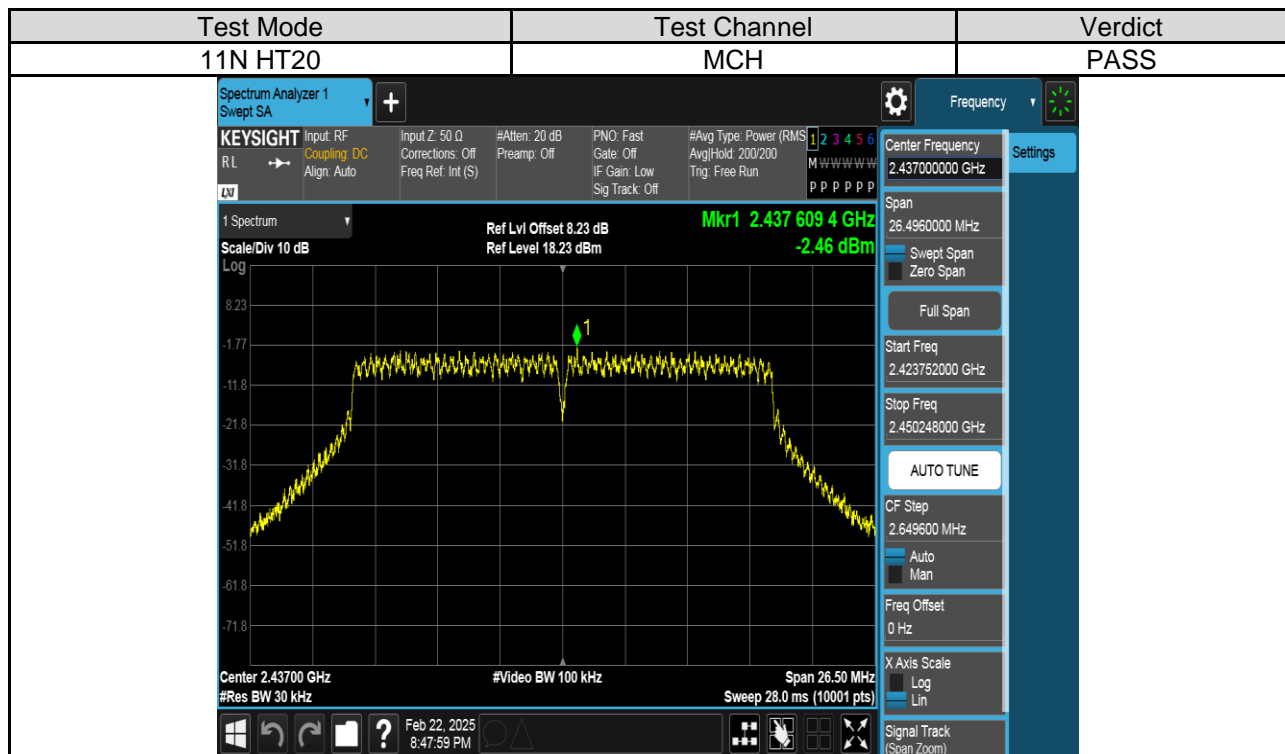 Test Mode Test Channel Verdict
11N HT20 MCH PASS
Spectrum Analyzer 1
Swept SA
+
Frequency
KEYSIGHT
R L
LXI
Input: RF
Coupling: DC
Align: Auto
Input Z: 50 Ω
Corrections: Off
Freq Ref: Int (S)
#Atten: 20 dB
Preamp: Off
PNO: Fast
Gate: Off
IF Gain: Low
Sig Track: Off
#Avg Type: Power (RMS
Avg|Hold: 200/200
Trig: Free Run
1 2 3 4 5 6
M W W W W W
P P P P P P
1 Spectrum
Scale/Div 10 dB
Log
Ref Lvl Offset 8.23 dB
Ref Level 18.23 dBm
Mkr1 2.437 609 4 GHz
-2.46 dBm
1
8.23
-1.77
-11.8
-21.8
-31.8
-41.8
-51.8
-61.8
-71.8
Center 2.43700 GHz
#Res BW 30 kHz
#Video BW 100 kHz
Span 26.50 MHz
Sweep 28.0 ms (10001 pts)
Center Frequency
2.437000000 GHz
Settings
Span
26.4960000 MHz
Swept Span
Zero Span
Full Span
Start Freq
2.423752000 GHz
Stop Freq
2.450248000 GHz
AUTO TUNE
CF Step
2.649600 MHz
Auto
Man
Freq Offset
0 Hz
X Axis Scale
Log
Lin
Signal Track
(Span Zoom)
?
Feb 22, 2025
8:47:59 PM